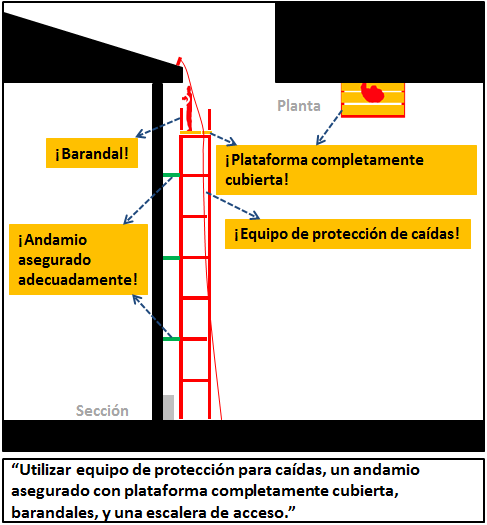 Planta
¡Barandal!
¡Plataforma completamente
cubierta!
¡Andamio
asegurado
adecuadamente!
¡Equipo de protección de caídas!
Sección
“Utilizar equipo de protección para caídas, un andamio
asegurado con plataforma completamente cubierta,
barandales, y una escalera de acceso.”